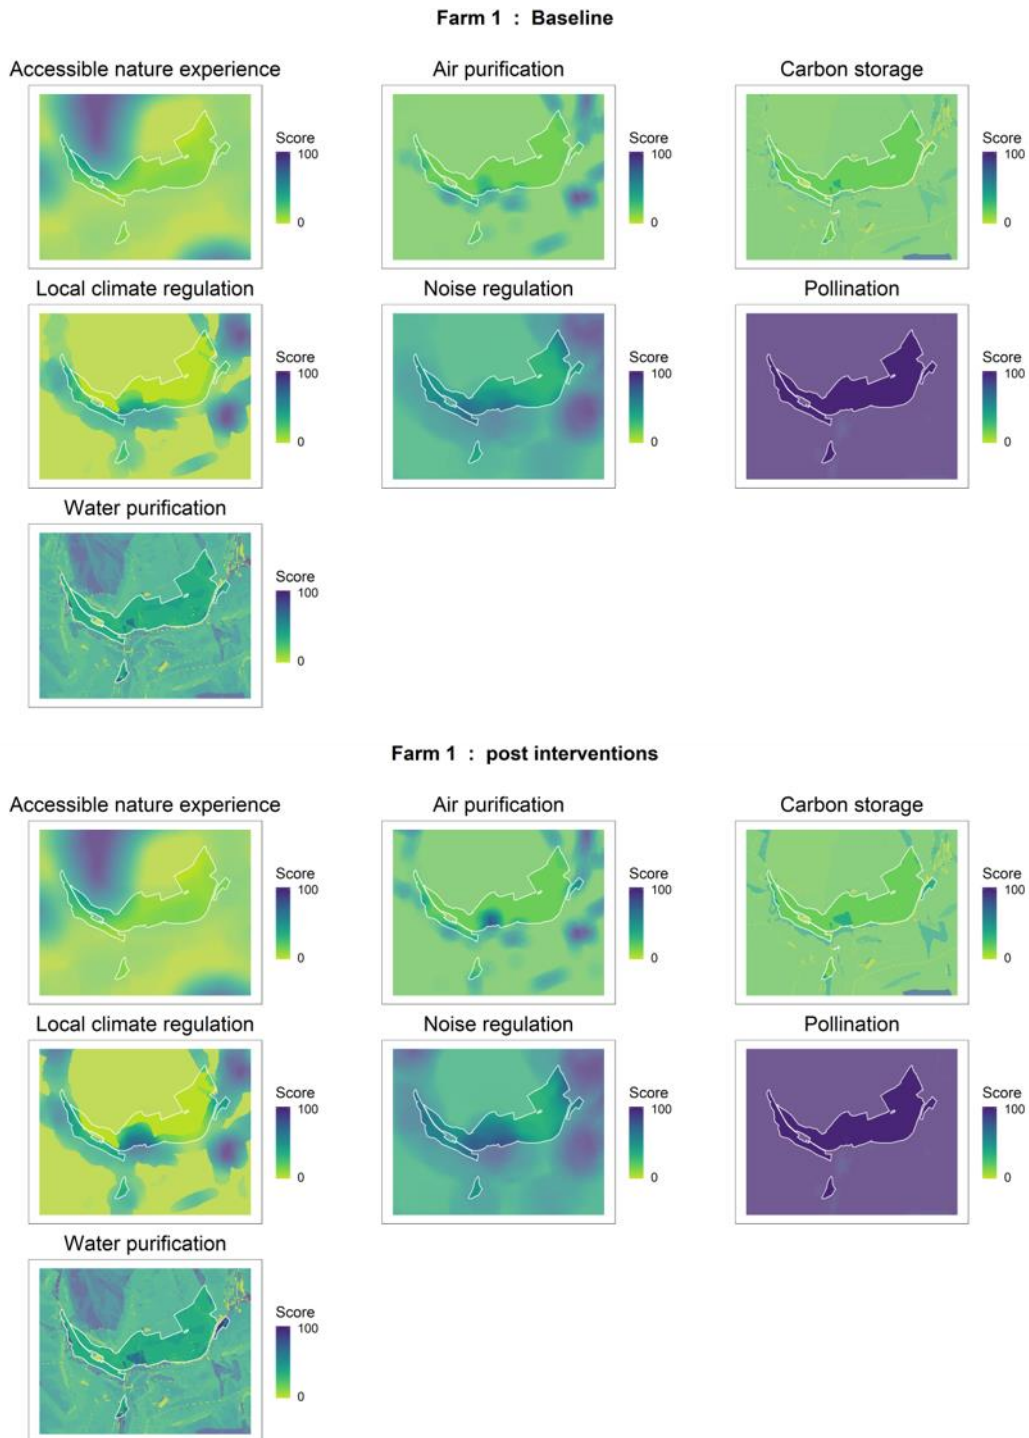 Farm 1 : Baseline
Accessible nature experience
Air purification
Carbon storage
Score
100
0
Score
100
0
Score
100
0
Local climate regulation
Noise regulation
Pollination
Score
100
0
Score
100
0
Score
100
0
Water purification
Score
100
0
Farm 1 : post interventions
Accessible nature experience
Air purification
Carbon storage
Score
100
0
Score
100
0
Score
100
0
Local climate regulation
Noise regulation
Pollination
Score
100
0
Score
100
0
Score
100
0
Water purification
Score
100
0